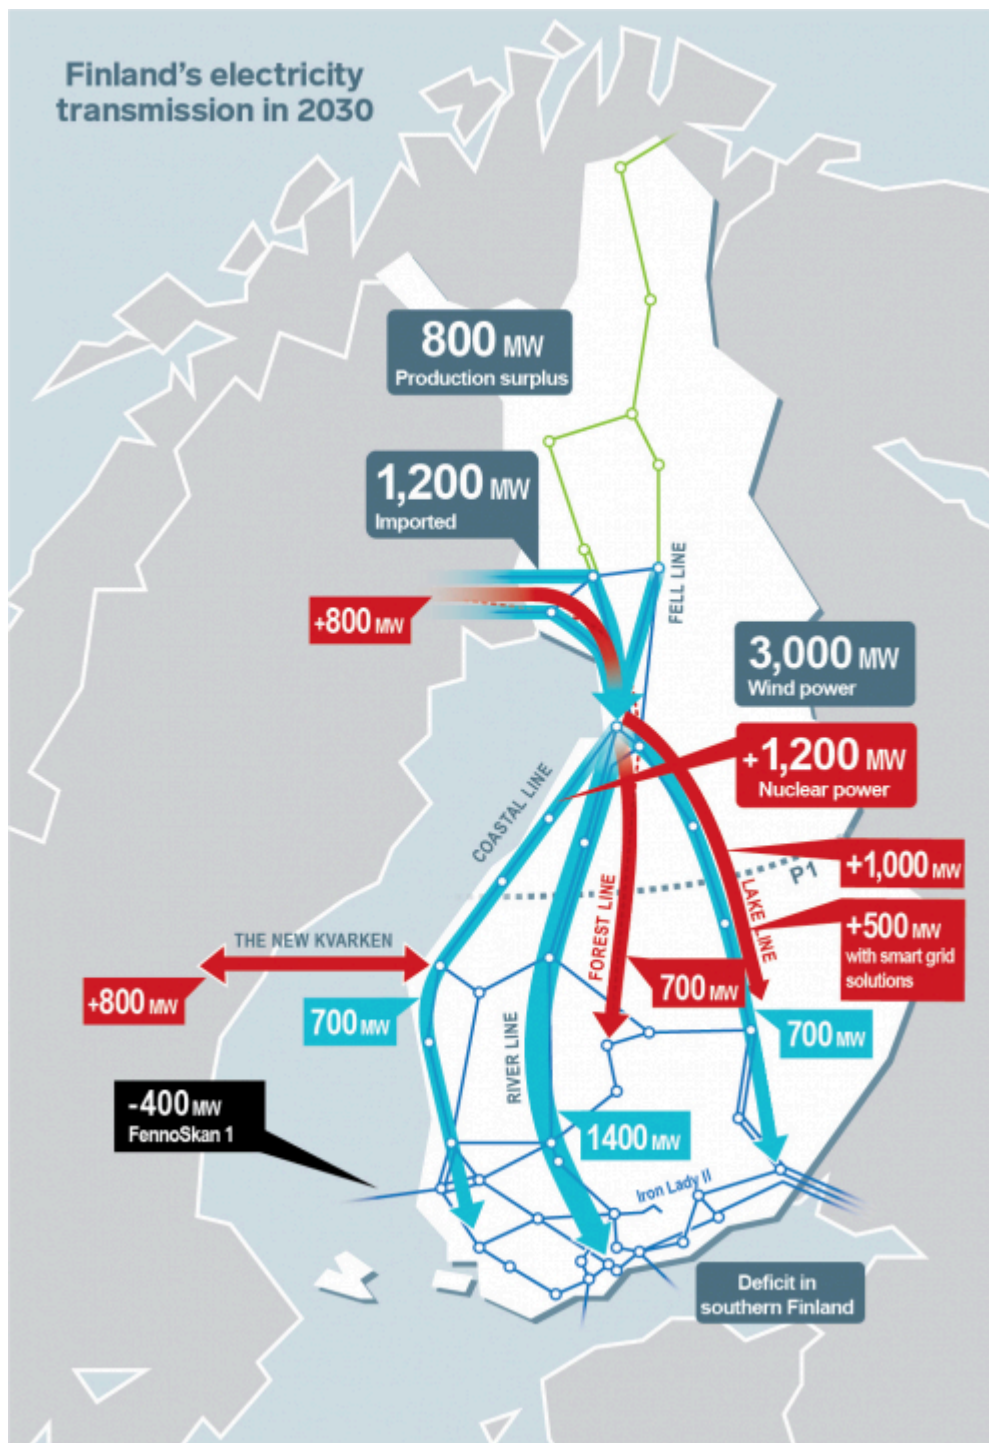 Finland's electricity
transmission in 2030
800 MW
Production surplus
1,200 MW
Imported
FELL LINE
+800 MW
3,000 MW
Wind power
+1,200 MW
Nuclear power
COASTAL LINE
+1,000 MW
P1
LAKE LINE
FOREST LINE
+500 MW
with smart grid
solutions
THE NEW KVARKEN
+800 MW
700 MW
700 MW
700 MW
RIVER LINE
-400 MW
FennoSkan 1
1400 MW
Iron Lady II
Deficit in
southern Finland